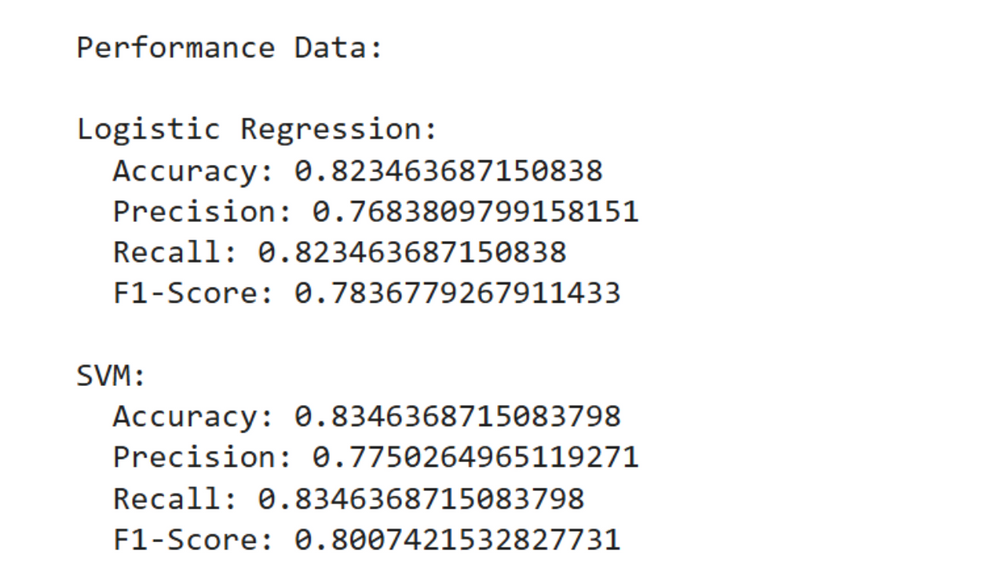 Performance Data:
Logistic Regression:
Accuracy: 0.823463687150838
Precision: 0.7683809799158151
Recall: 0.823463687150838
F1-Score: 0.7836779267911433
SVM:
Accuracy: 0.8346368715083798
Precision: 0.7750264965119271
Recall: 0.8346368715083798
F1-Score: 0.8007421532827731